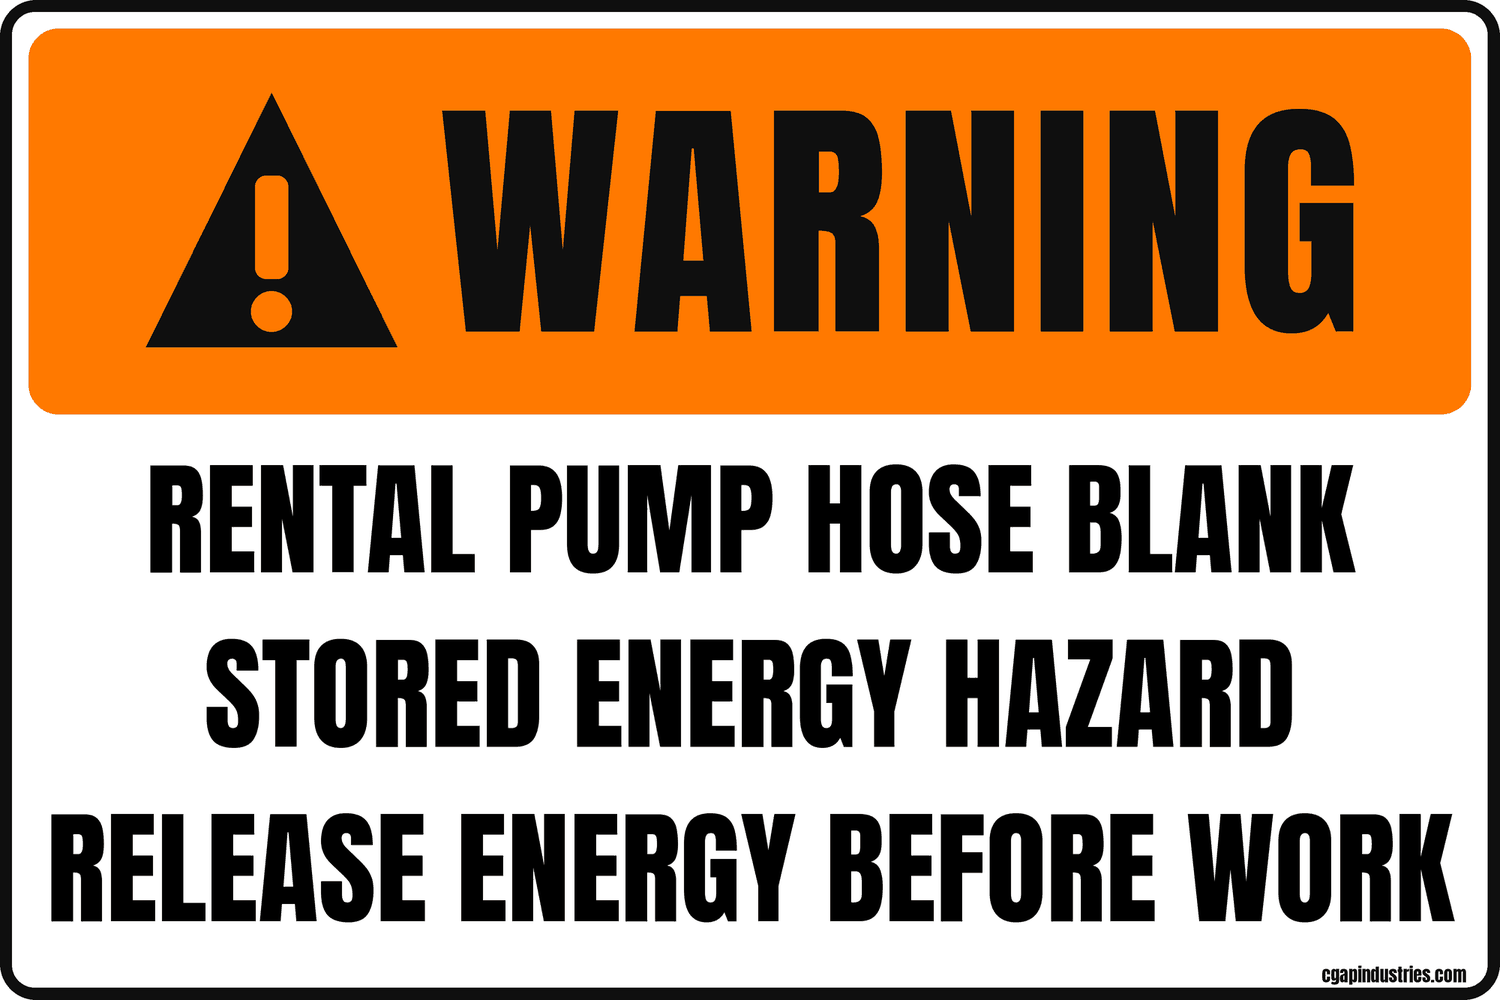 WARNING
RENTAL PUMP HOSE BLANK
STORED ENERGY HAZARD
RELEASE ENERGY BEFORE WORK
cgapindustries.com